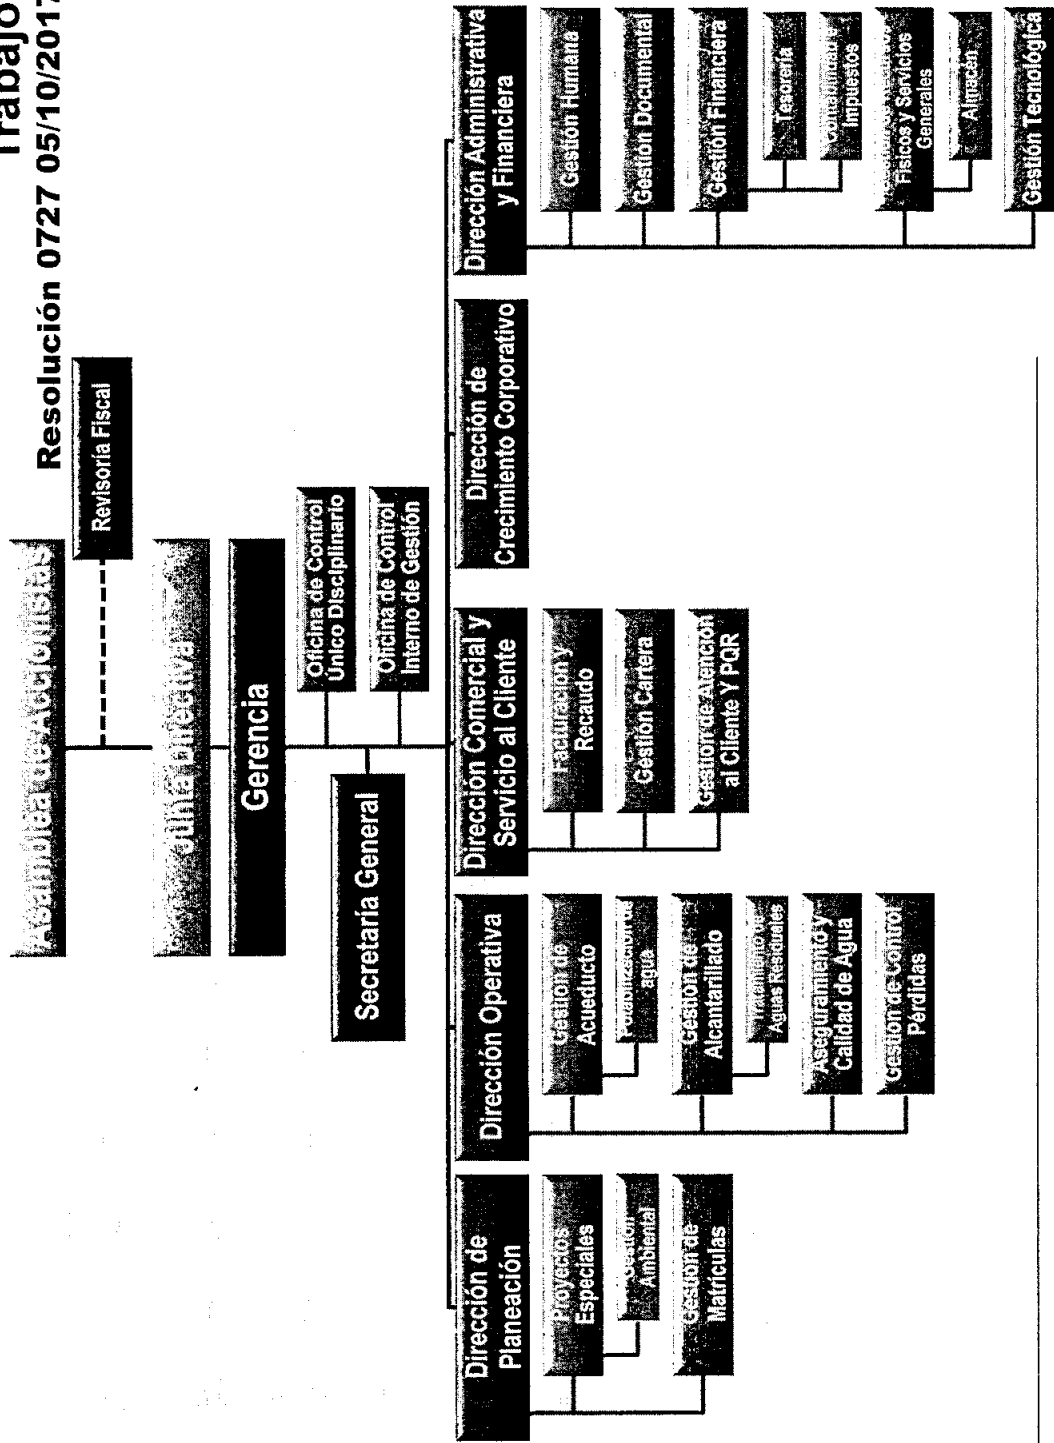 Trabajo
Resolución 0727 05/10/2017
Asamblea de Accionistas
Revisoría Fiscal
Junta Directiva
Gerencia
Oficina de Control
Único Disciplinario
Oficina de Control
Interno de Gestión
Secretaría General
Dirección de
Planeación
Proyectos
Especiales
Gestión
Ambiental
Gestión de
Matrículas
Dirección Operativa
Gestión de
Acueducto
Potabilización de
agua
Gestión de
Alcantarillado
Tratamiento
Aguas Residuales
Aseguramiento y
Calidad de Agua
Gestión de Control
Pérdidas
Dirección Comercial y
Servicio al Cliente
Facturación y
Recaudo
Gestión Cartera
Gestión de Atención
al Cliente Y PQR
Dirección de
Crecimiento Corporativo
Dirección Administrativa
y Financiera
Gestión Humana
Gestión Documental
Gestión Financiera
Tesorería
Contabilidad e
Impuestos
Físicos y Servicios
Generales
Almacén
Gestión Tecnológica